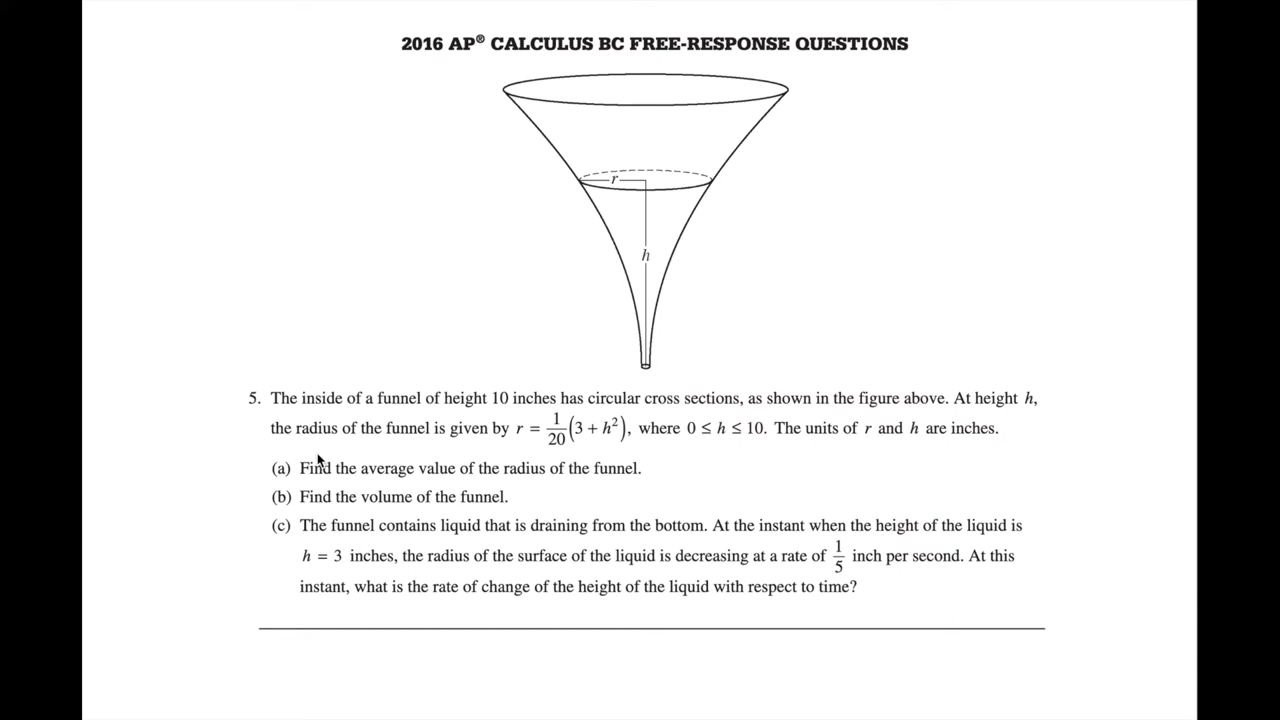 2016 AP® CALCULUS BC FREE-RESPONSE QUESTIONS
r
h
5. The inside of a funnel of height 10 inches has circular cross sections, as shown in the figure above. At height h,
the radius of the funnel is given by r = 1/20 (3 + h²), where 0 ≤ h ≤ 10. The units of r and h are inches.
(a) Find the average value of the radius of the funnel.
(b) Find the volume of the funnel.
(c) The funnel contains liquid that is draining from the bottom. At the instant when the height of the liquid is
h = 3 inches, the radius of the surface of the liquid is decreasing at a rate of 1/5 inch per second. At this
instant, what is the rate of change of the height of the liquid with respect to time?